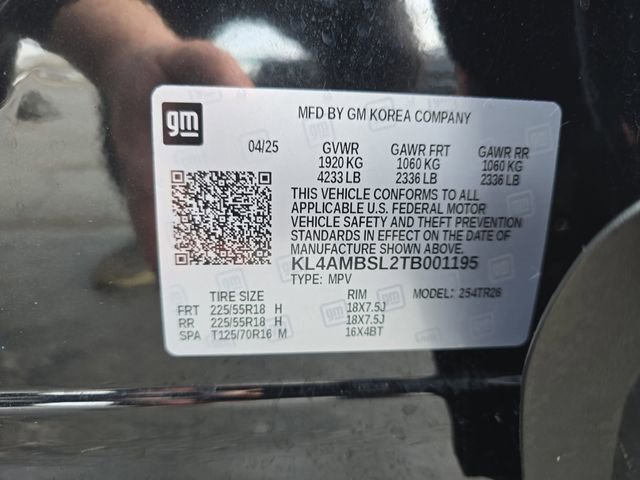 gm
MFD BY GM KOREA COMPANY
04/25 GVWR GAWR FRT GAWR RR
1920 KG 1060 KG 1060 KG
4233 LB 2336 LB 2336 LB
THIS VEHICLE CONFORMS TO ALL
APPLICABLE U.S. FEDERAL MOTOR
VEHICLE SAFETY AND THEFT PREVENTION
STANDARDS IN EFFECT ON THE DATE OF
MANUFACTURE SHOWN ABOVE.
KL4AMBSL2TB001195
TYPE: MPV
TIRE SIZE RIM MODEL: 254TR26
FRT 225/55R18 H 18X7.5J
RR 225/55R18 H 18X7.5J
SPA T125/70R16 M 16X4BT